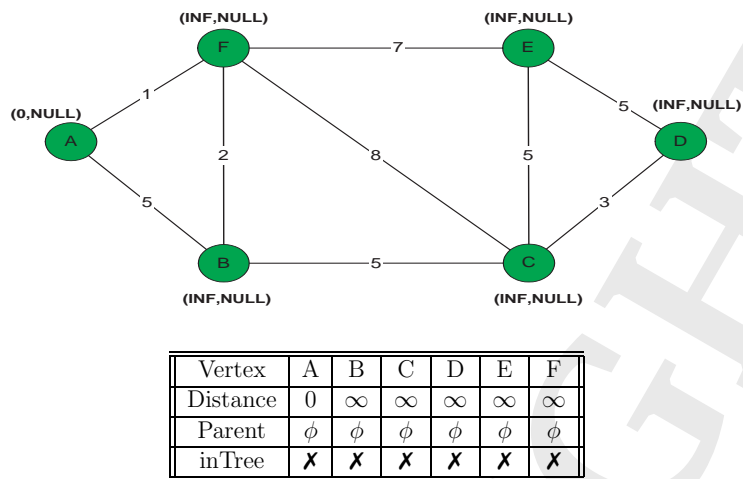 (INF,NULL) (INF,NULL)
F 7 E
1 5
(0,NULL) (INF,NULL)
A 2 8 5 D
5 3
B 5 C
(INF,NULL) (INF,NULL)
Vertex A B C D E F
Distance 0 ∞ ∞ ∞ ∞ ∞
Parent ϕ ϕ ϕ ϕ ϕ ϕ
inTree ✗ ✗ ✗ ✗ ✗ ✗